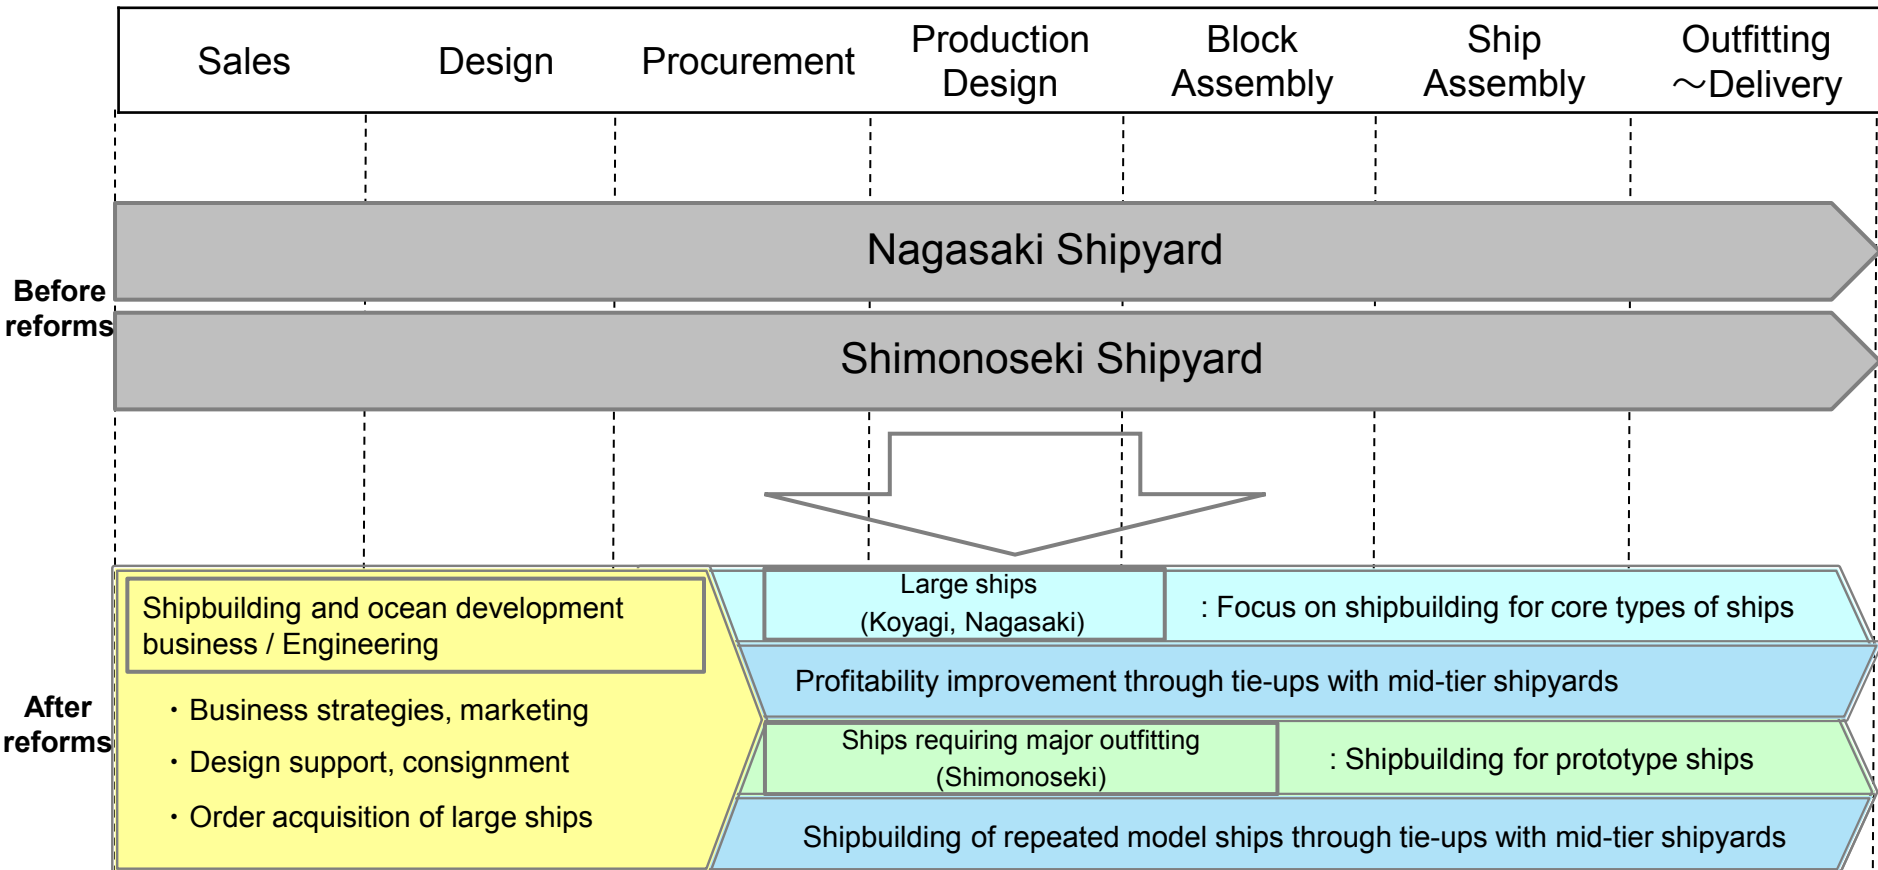 Sales
Design
Procurement
Production
Design
Block
Assembly
Ship
Assembly
Outfitting
～Delivery
Before
reforms
Nagasaki Shipyard
Shimonoseki Shipyard
After
reforms
Shipbuilding and ocean development
business / Engineering
・Business strategies, marketing
・Design support, consignment
・Order acquisition of large ships
Large ships
(Koyagi, Nagasaki)
: Focus on shipbuilding for core types of ships
Profitability improvement through tie-ups with mid-tier shipyards
Ships requiring major outfitting
(Shimonoseki)
: Shipbuilding for prototype ships
Shipbuilding of repeated model ships through tie-ups with mid-tier shipyards